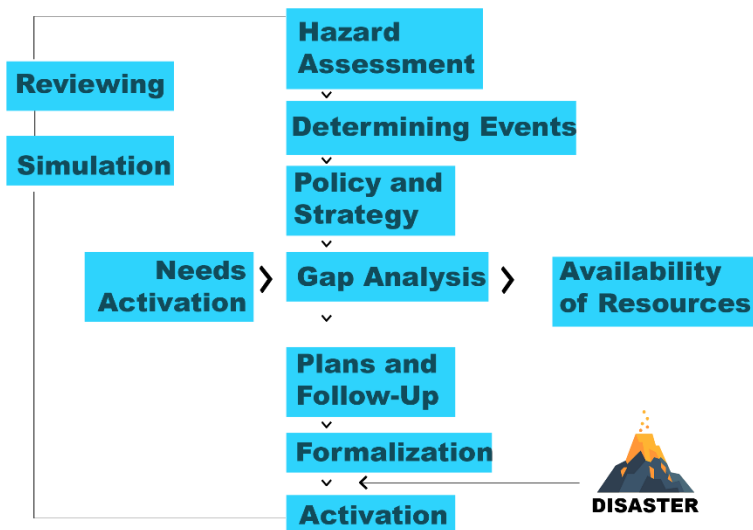 Hazard
Assessment
Reviewing
Determining Events
Simulation
Policy and
Strategy
Needs
Activation
Gap Analysis
Availability
of Resources
Plans and
Follow-Up
Formalization
DISASTER
Activation